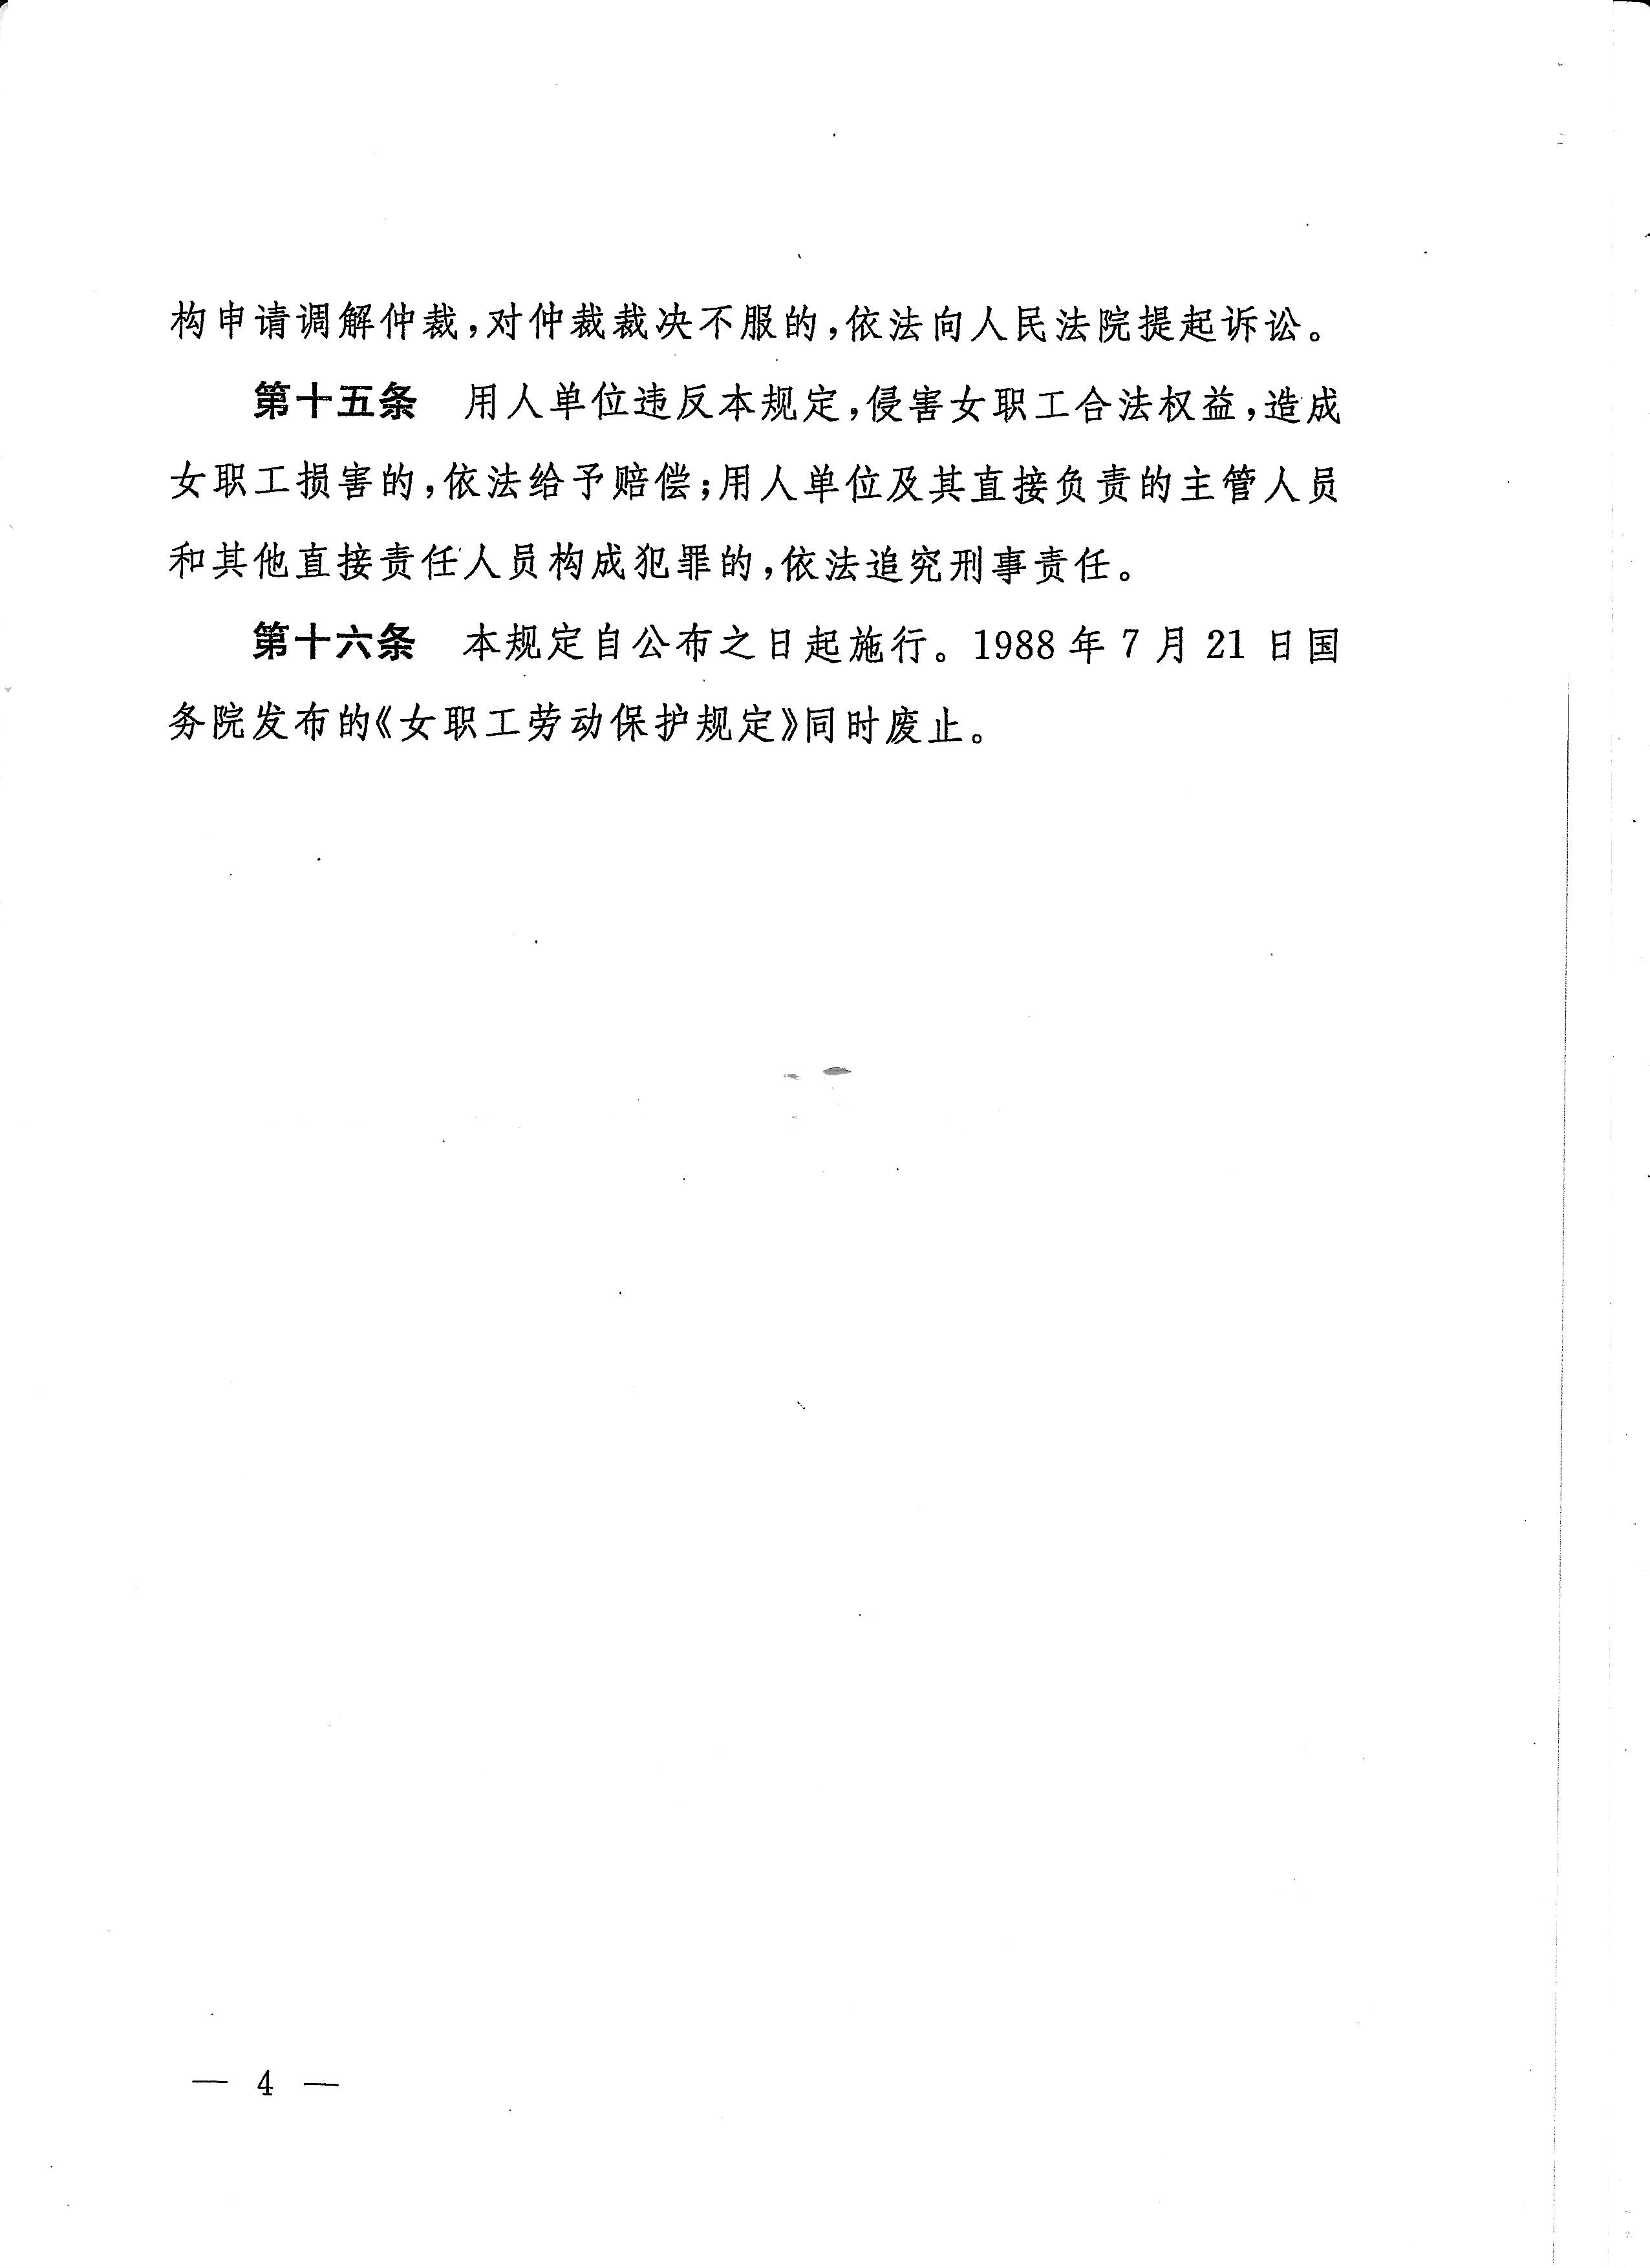 构申请调解仲裁,对仲裁裁决不服的,依法向人民法院提起诉讼。
第十五条　用人单位违反本规定,侵害女职工合法权益,造成
女职工损害的,依法给予赔偿;用人单位及其直接负责的主管人员
和其他直接责任人员构成犯罪的,依法追究刑事责任。
第十六条　本规定自公布之日起施行。1988 年 7 月 21 日国
务院发布的《女职工劳动保护规定》同时废止。
— 4 —